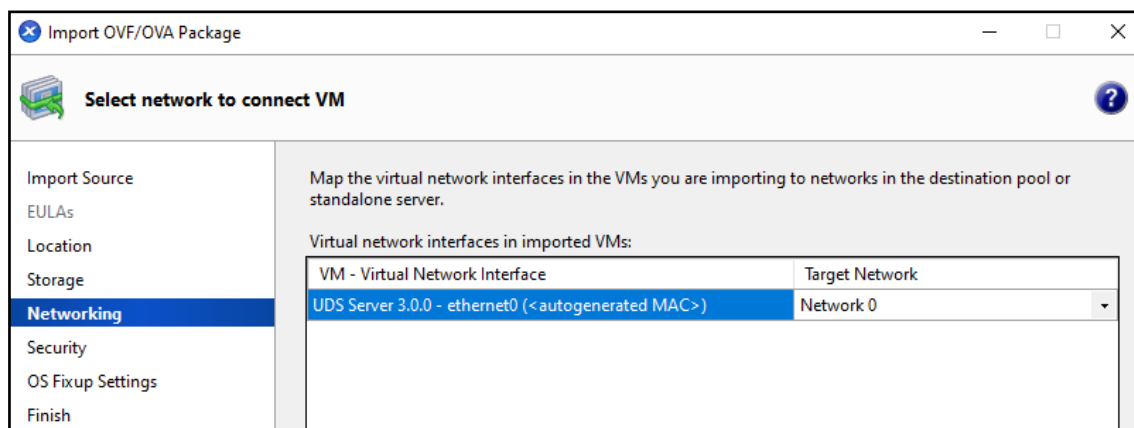 Import OVF/OVA Package
Select network to connect VM
Import Source
EULAs
Location
Storage
Networking
Security
OS Fixup Settings
Finish
Map the virtual network interfaces in the VMs you are importing to networks in the destination pool or
standalone server.
Virtual network interfaces in imported VMs:
VM - Virtual Network Interface Target Network
UDS Server 3.0.0 - ethernet0 (<autogenerated MAC>) Network 0